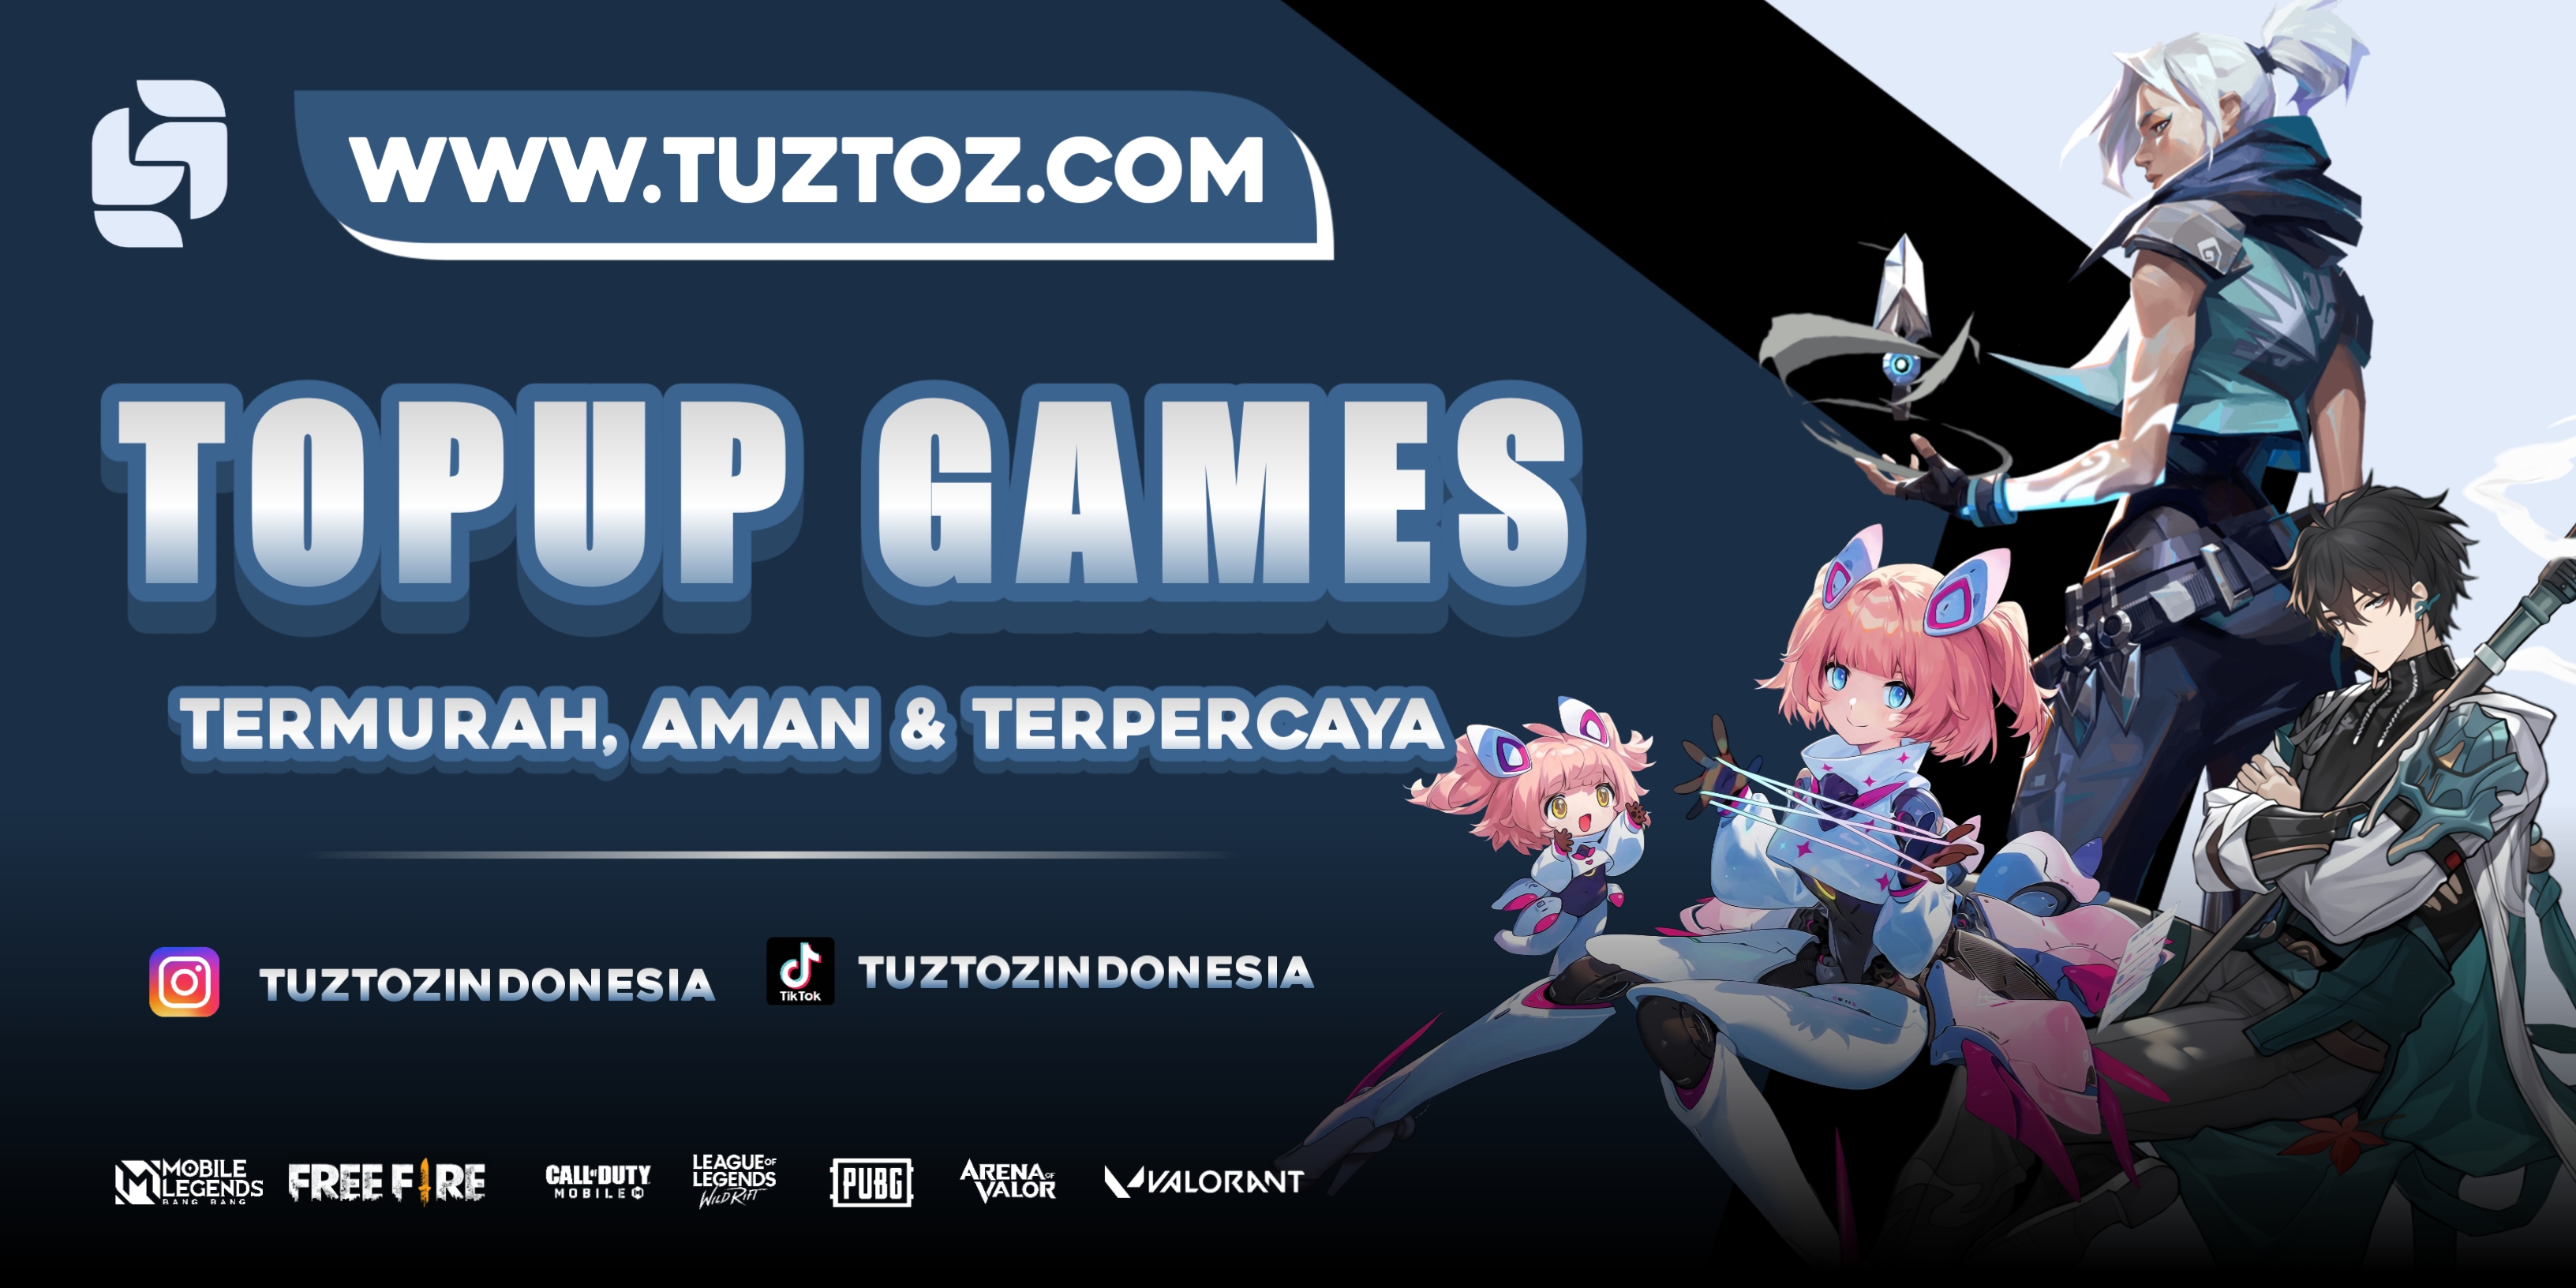 WWW.TUZTOZ.COM
TOPUP GAMES
TERMURAH, AMAN & TERPERCAYA
TUZTOZINDONESIA
TikTok
TUZTOZINDONESIA
MOBILE
LEGENDS
BANG BANG
FREE FIRE
CALL OF DUTY
MOBILE
LEAGUE OF
LEGENDS
WILD RIFT
PUBG
ARENA OF
VALOR
VALORANT